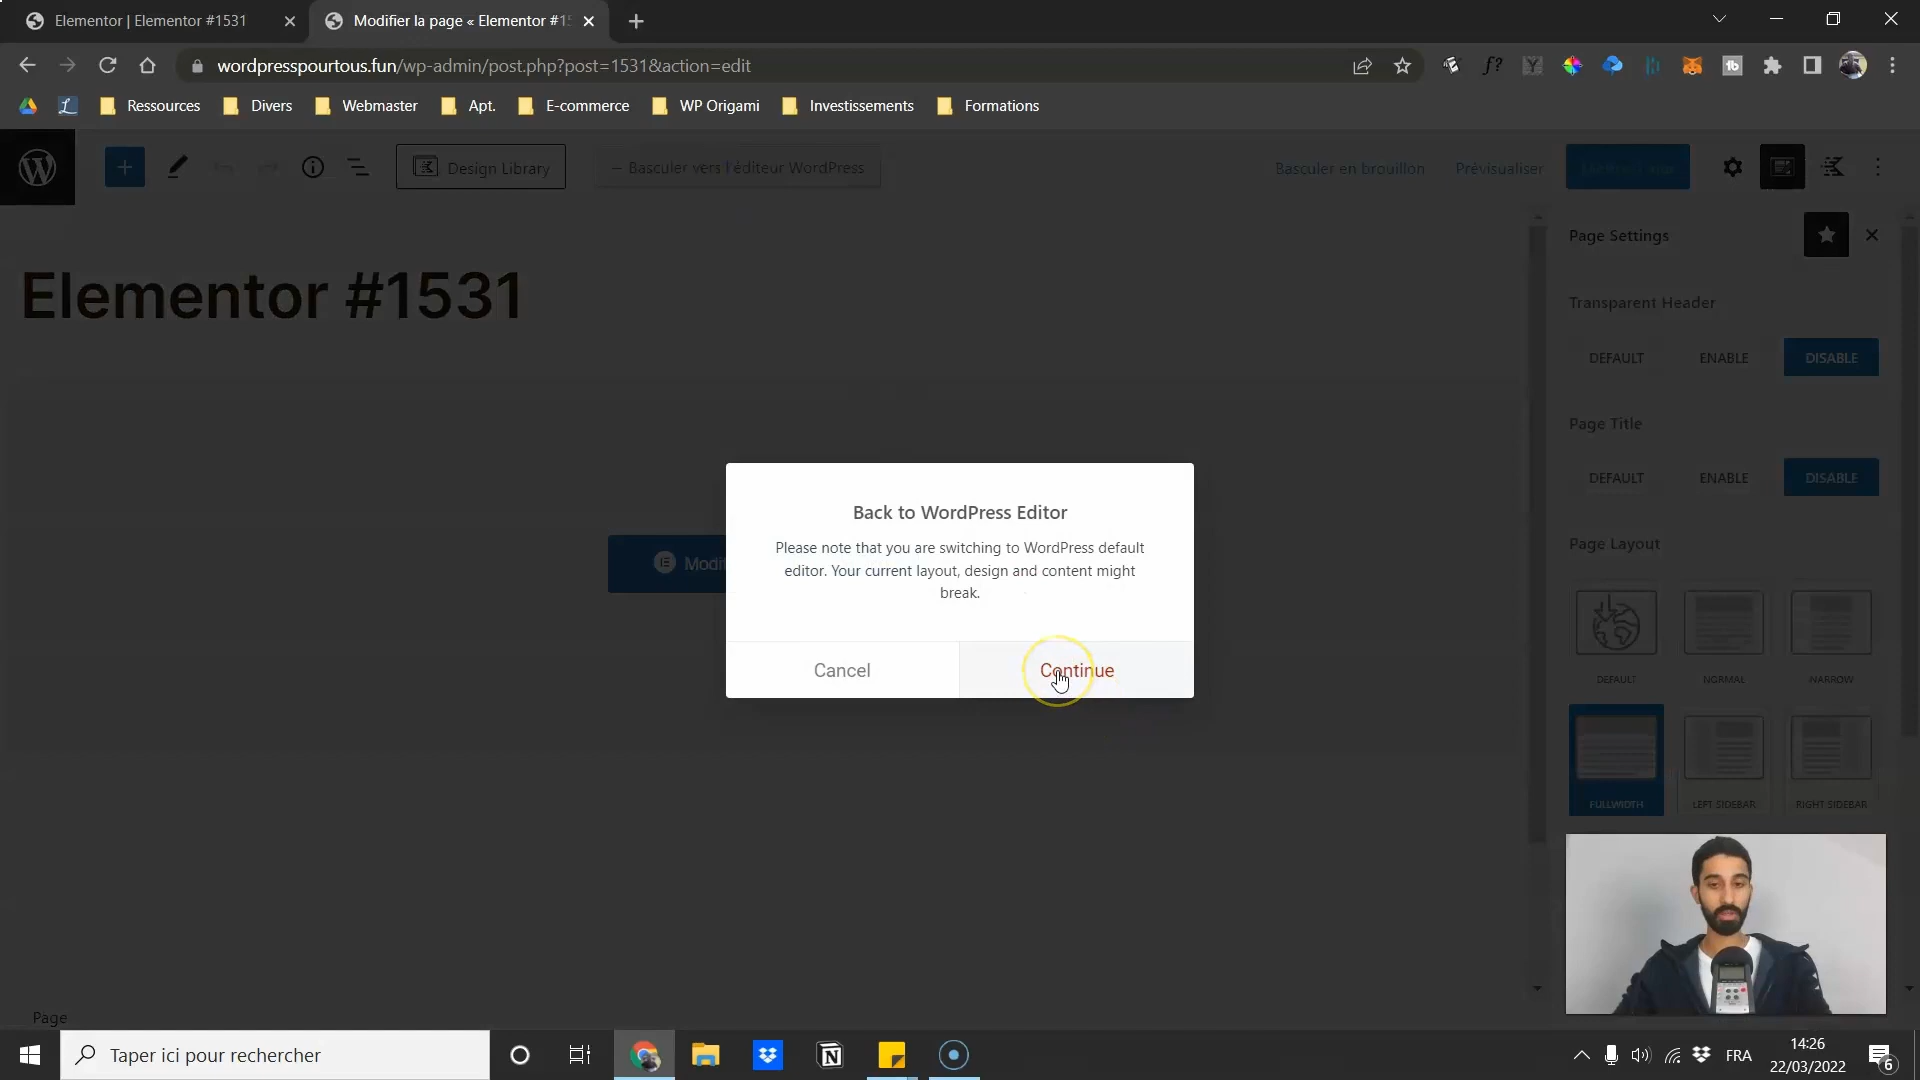 Elementor | Elementor #1531
Modifier la page « Elementor #15
wordpresspourtous.fun/wp-admin/post.php?post=1531&action=edit
Ressources
Divers
Webmaster
Apt.
E-commerce
WP Origami
Investissements
Formations
Design Library
← Basculer vers l'éditeur WordPress
Basculer en brouillon
Prévisualiser
Page Settings
Elementor #1531
Transparent Header
DEFAULT
ENABLE
DISABLE
Page Title
DEFAULT
ENABLE
DISABLE
Back to WordPress Editor
Please note that you are switching to WordPress default
editor. Your current layout, design and content might
break.
Modif
Page Layout
Cancel
Continue
DEFAULT
NORMAL
NARROW
FULLWIDTH
LEFT SIDEBAR
RIGHT SIDEBAR
Page
Taper ici pour rechercher
FRA
14:26
22/03/2022
6